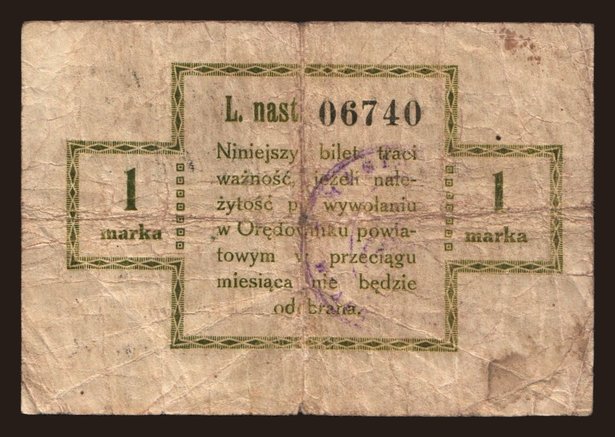 L. nast. 06740
Niniejszy bilet traci
ważność, jeżeli nale-
żytość po wywołaniu
w Orędowniku powia-
towym w przeciągu
miesiąca nie będzie
odebrana.
1
marka
1
marka